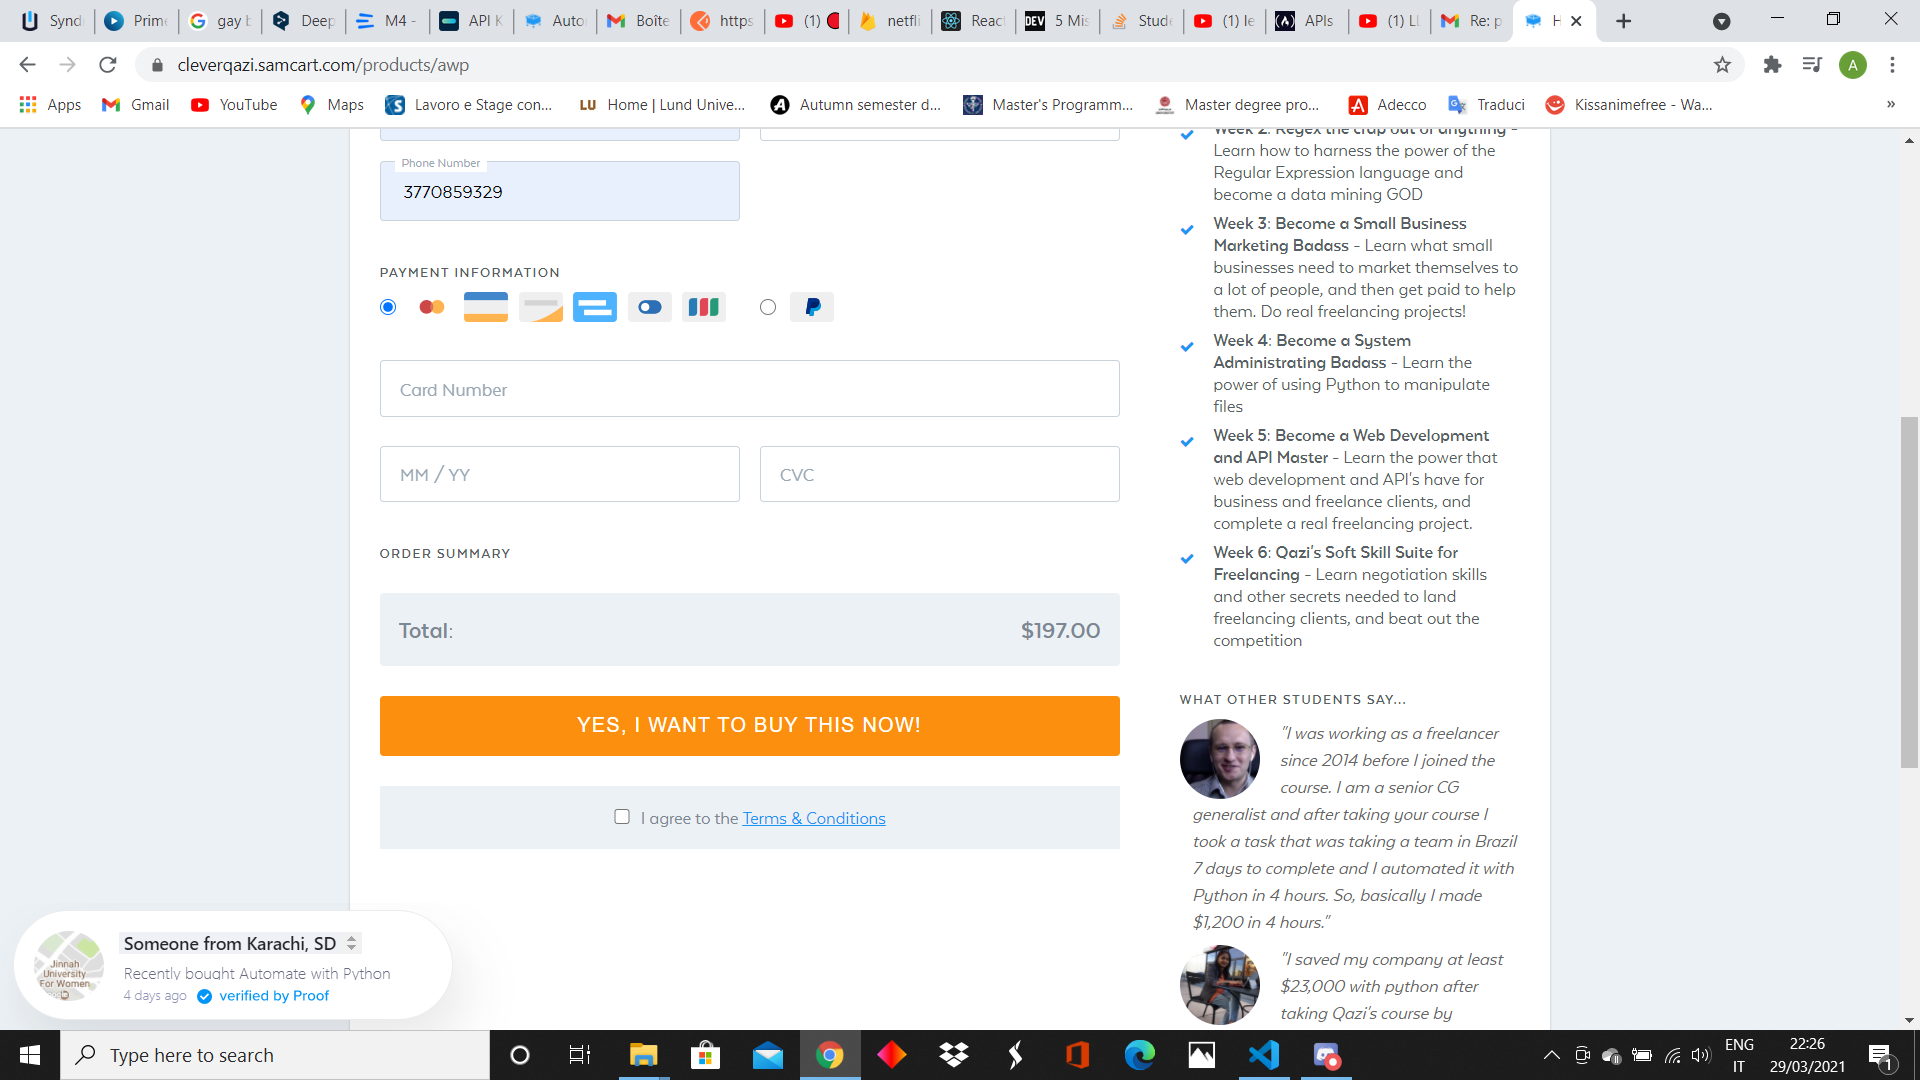 Synd
Prime
gay b
Deep
M4 -
API K
Auto
Boîte
https
(1)
netfli
React
DEV
5 Mis
Stude
(1) le
APIs
(1) LI
Re: p
H
cleverqazi.samcart.com/products/awp
A
Apps
Gmail
YouTube
Maps
Lavoro e Stage con...
LU
Home | Lund Unive...
Autumn semester d...
Master's Programm...
Master degree pro...
Adecco
Traduci
Kissanimefree - Wa...
»
Phone Number
3770859329
PAYMENT INFORMATION
Card Number
MM / YY
CVC
ORDER SUMMARY
Total:
$197.00
YES, I WANT TO BUY THIS NOW!
I agree to the Terms & Conditions
Week 2: Regex the crap out of anything -
Learn how to harness the power of the
Regular Expression language and
become a data mining GOD
Week 3: Become a Small Business
Marketing Badass - Learn what small
businesses need to market themselves to
a lot of people, and then get paid to help
them. Do real freelancing projects!
Week 4: Become a System
Administrating Badass - Learn the
power of using Python to manipulate
files
Week 5: Become a Web Development
and API Master - Learn the power that
web development and API's have for
business and freelance clients, and
complete a real freelancing project.
Week 6: Qazi's Soft Skill Suite for
Freelancing - Learn negotiation skills
and other secrets needed to land
freelancing clients, and beat out the
competition
WHAT OTHER STUDENTS SAY...
"I was working as a freelancer
since 2014 before I joined the
course. I am a senior CG
generalist and after taking your course I
took a task that was taking a team in Brazil
7 days to complete and I automated it with
Python in 4 hours. So, basically I made
$1,200 in 4 hours."
"I saved my company at least
$23,000 with python after
taking Qazi's course by
Jinnah
University
For Women
Someone from Karachi, SD
Recently bought Automate with Python
4 days ago
verified by Proof
Type here to search
ENG
IT
22:26
29/03/2021
1